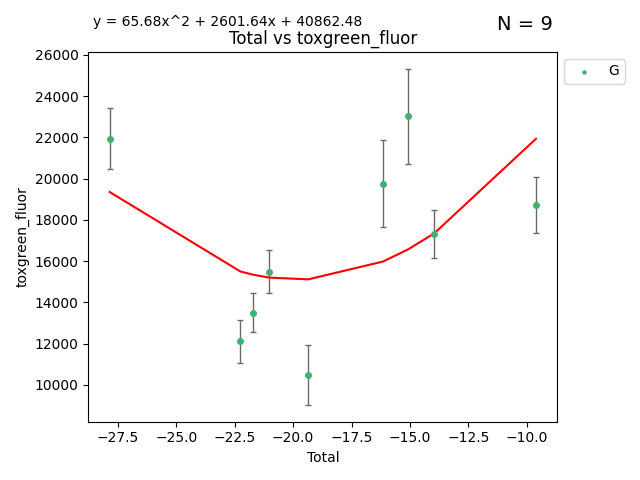 y = 65.68x^2 + 2601.64x + 40862.48
N = 9
Total vs toxgreen_fluor
G
26000
24000
22000
20000
18000
16000
14000
12000
10000
toxgreen_fluor
−27.5 −25.0 −22.5 −20.0 −17.5 −15.0 −12.5 −10.0
Total